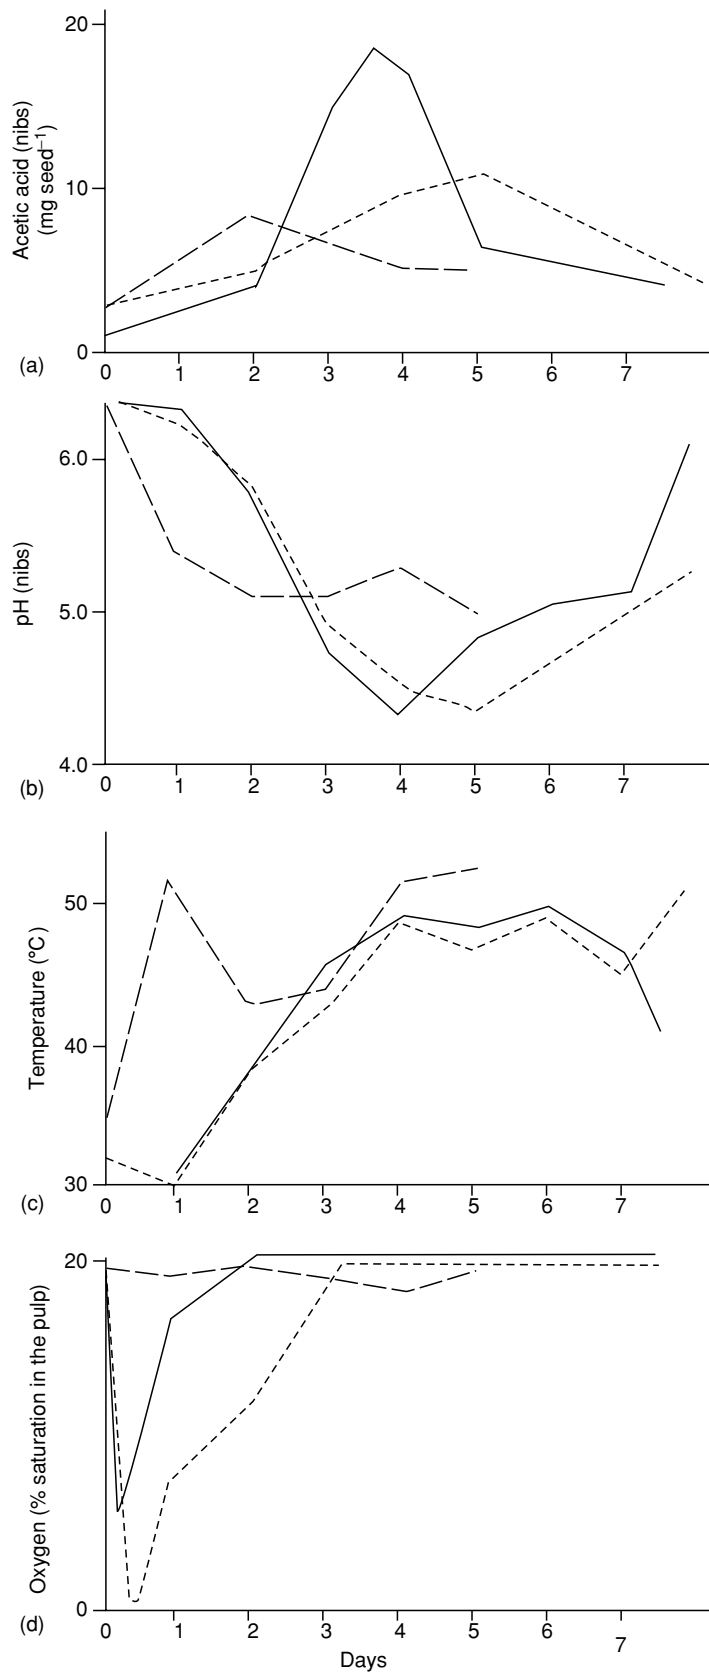 20
10
0
Acetic acid (nibs)
(mg seed⁻¹)
(a)
0 1 2 3 4 5 6 7
6.0
5.0
4.0
pH (nibs)
(b)
0 1 2 3 4 5 6 7
50
40
30
Temperature (°C)
(c)
0 1 2 3 4 5 6 7
20
0
Oxygen (% saturation in the pulp)
(d)
0 1 2 3 4 5 6 7
Days